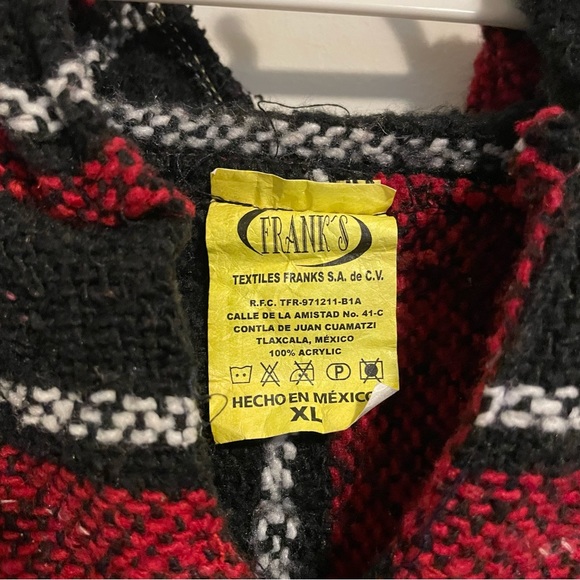 FRANK'S
TEXTILES FRANKS S.A. de C.V.
R.F.C. TFR-971211-B1A
CALLE DE LA AMISTAD No. 41-C
CONTLA DE JUAN CUAMATZI
TLAXCALA, MÉXICO
100% ACRYLIC
P
HECHO EN MÉXICO
XL